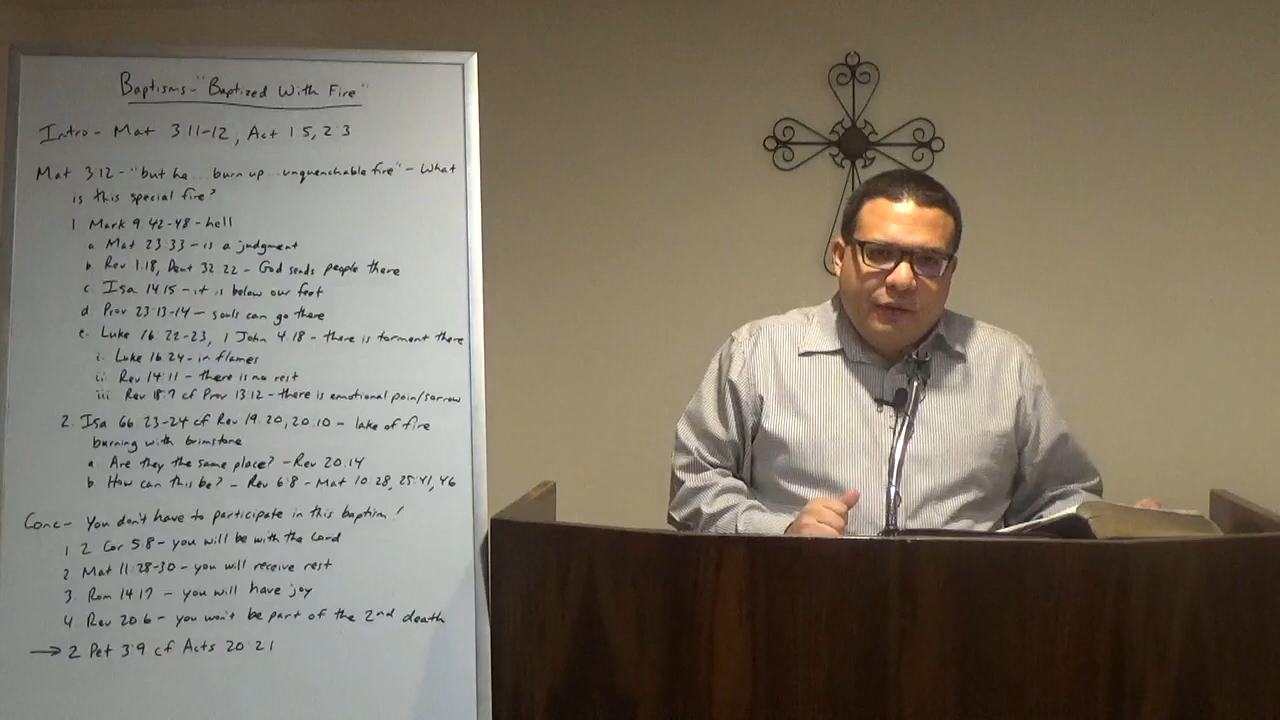 Baptisms - "Baptized With Fire"
Intro - Mat 3:11-12, Act 1:5, 2:3
Mat 3:12 - "but he... burn up... unquenchable fire" - What
is this special fire?
1 Mark 9:42-48 - hell
a Mat 23:33 - is a judgment
b Rev 1:18, Deut 32:22 - God sends people there
c Isa 14:15 - it is below our feet
d Prov 23:13-14 - souls can go there
e. Luke 16:22-23, 1 John 4:18 - there is torment there
i. Luke 16:24 - in flames
ii Rev 14:11 - there is no rest
iii Rev 18:7 cf Prov 13:12 - there is emotional pain/sorrow
2. Isa 66:23-24 cf Rev 19:20, 20:10 - lake of fire
burning with brimstone
a. Are they the same place? - Rev 20:14
b How can this be? - Rev 6:8 - Mat 10:28, 25:41, 46
Conc - You don't have to participate in this baptism!
1 2 Cor 5:8 - you will be with the Lord
2 Mat 11:28-30 - you will receive rest
3. Rom 14:17 - you will have joy
4 Rev 20:6 - you won't be part of the 2nd death
→ 2 Pet 3:9 cf Acts 20:21